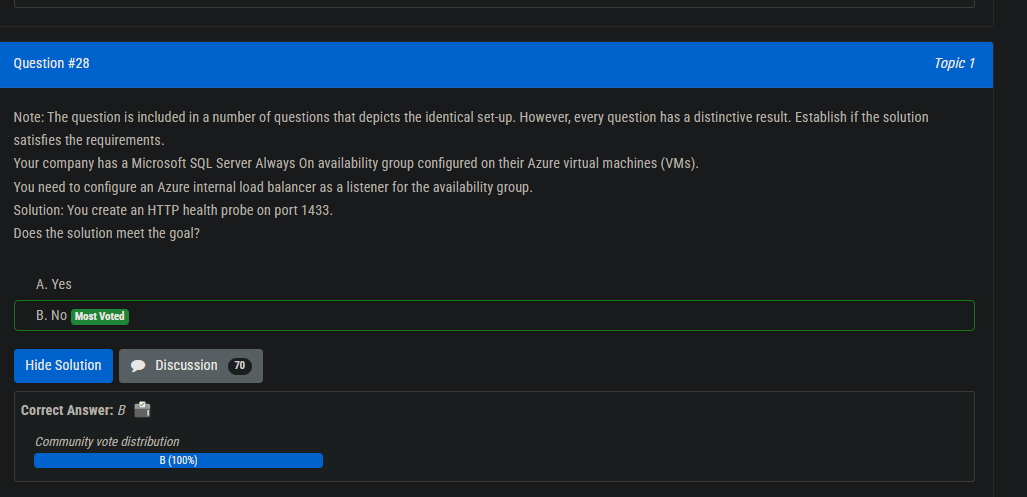 Question #28
Topic 1
Note: The question is included in a number of questions that depicts the identical set-up. However, every question has a distinctive result. Establish if the solution
satisfies the requirements.
Your company has a Microsoft SQL Server Always On availability group configured on their Azure virtual machines (VMs).
You need to configure an Azure internal load balancer as a listener for the availability group.
Solution: You create an HTTP health probe on port 1433.
Does the solution meet the goal?
A. Yes
B. No Most Voted
Hide Solution
Discussion 70
Correct Answer: B
Community vote distribution
B (100%)